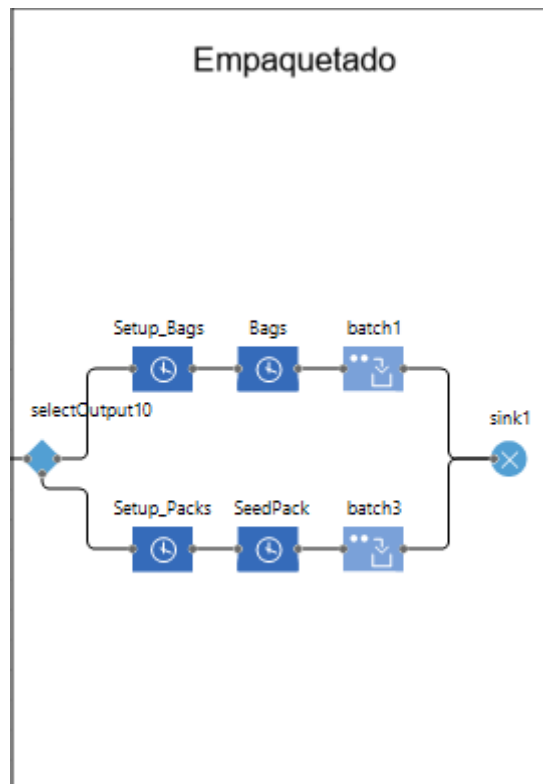 Empaquetado
Setup_Bags Bags batch1
selectOutput10
sink1
Setup_Packs SeedPack batch3